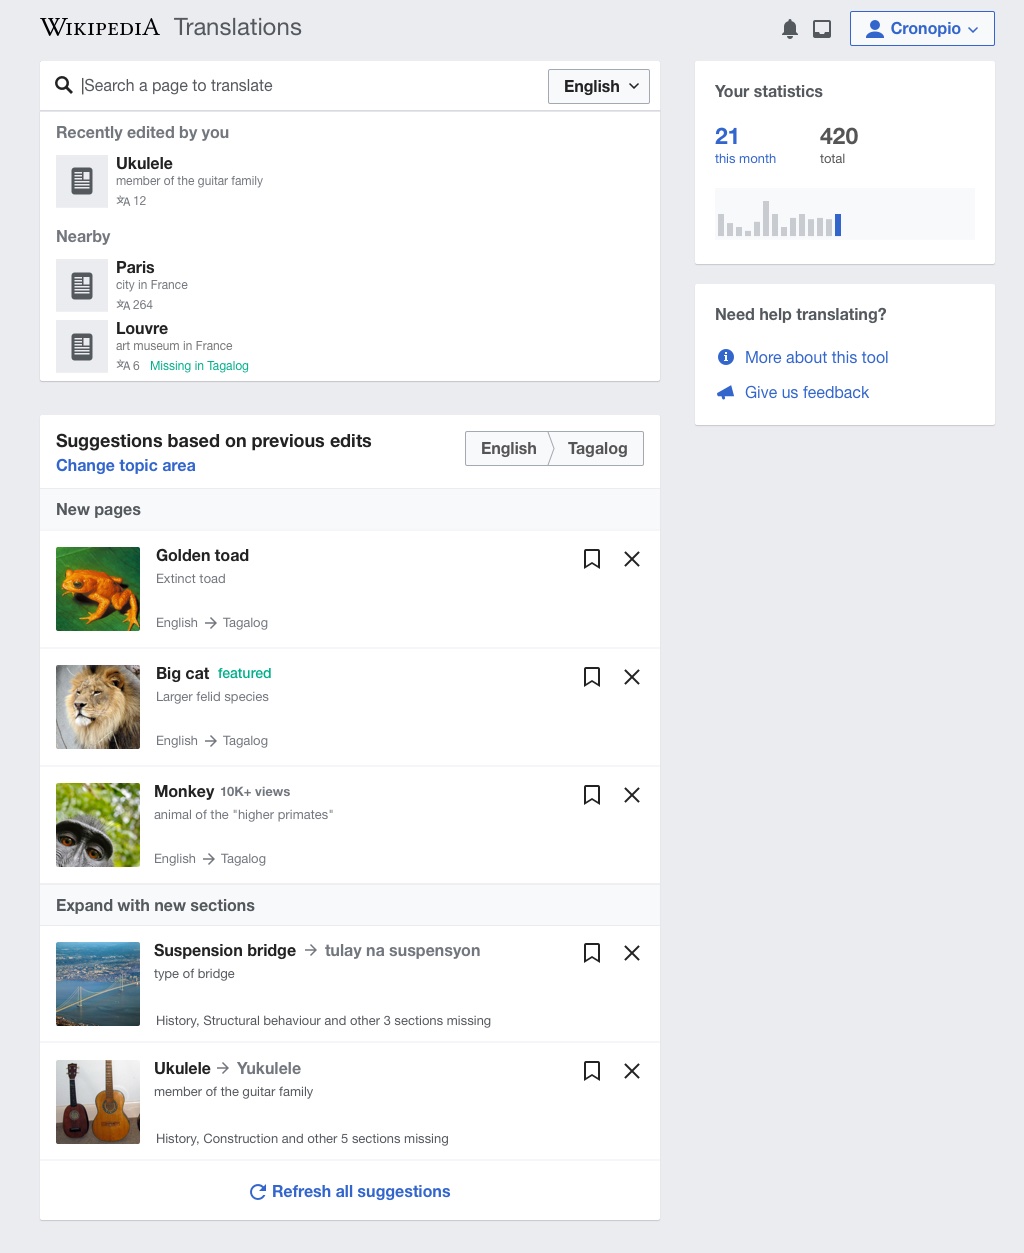 WIKIPEDIA Translations
Cronopio
Search a page to translate
English
Recently edited by you
Ukulele
member of the guitar family
12
Nearby
Paris
city in France
264
Louvre
art museum in France
6 Missing in Tagalog
Your statistics
21 420
this month total
Need help translating?
More about this tool
Give us feedback
Suggestions based on previous edits
Change topic area
English Tagalog
New pages
Golden toad
Extinct toad
English → Tagalog
Big cat featured
Larger felid species
English → Tagalog
Monkey 10K+ views
animal of the "higher primates"
English → Tagalog
Expand with new sections
Suspension bridge → tulay na suspensyon
type of bridge
History, Structural behaviour and other 3 sections missing
Ukulele → Yukulele
member of the guitar family
History, Construction and other 5 sections missing
Refresh all suggestions